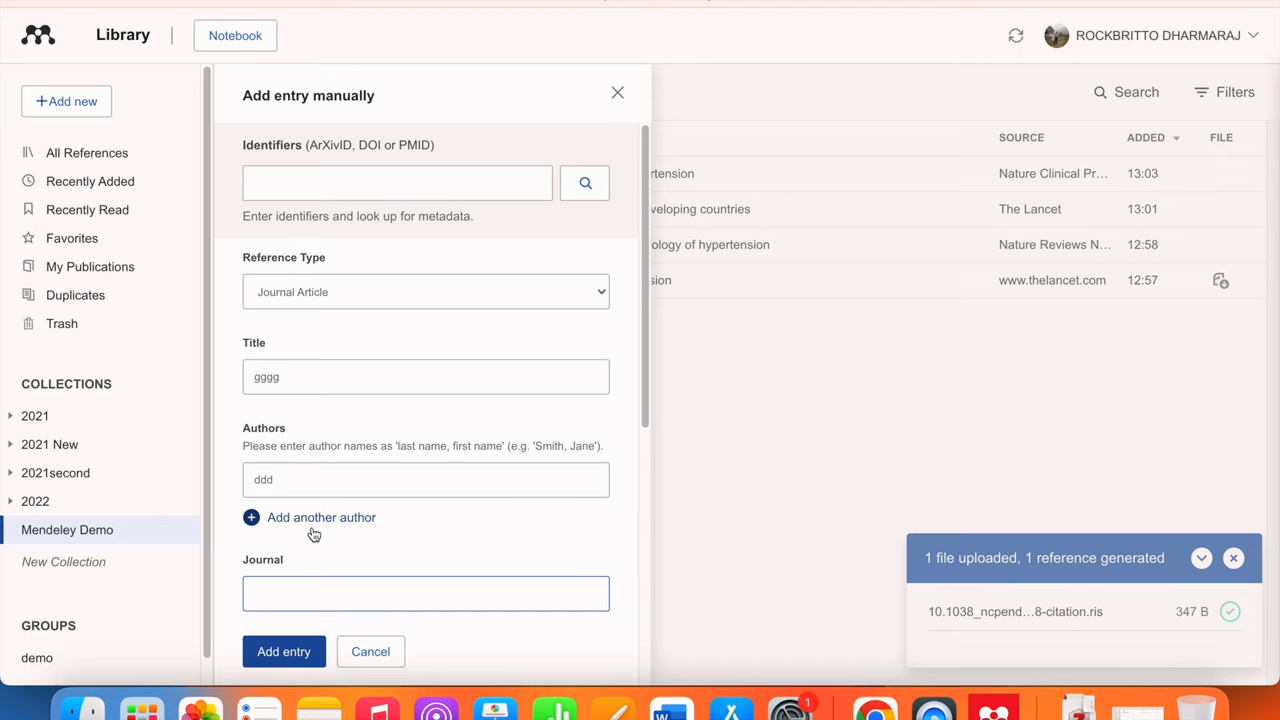 Library
Notebook
ROCKBRITTO DHARMARAJ
+Add new
All References
Recently Added
Recently Read
Favorites
My Publications
Duplicates
Trash
COLLECTIONS
2021
2021 New
2021second
2022
Mendeley Demo
New Collection
GROUPS
demo
Add entry manually
Identifiers (ArXivID, DOI or PMID)
Enter identifiers and look up for metadata.
Reference Type
Journal Article
Title
gggg
Authors
Please enter author names as 'last name, first name' (e.g. 'Smith, Jane').
ddd
Add another author
Journal
Add entry
Cancel
Search
Filters
SOURCE ADDED FILE
rtension Nature Clinical Pr... 13:03
veloping countries The Lancet 13:01
ology of hypertension Nature Reviews N... 12:58
sion www.thelancet.com 12:57
1 file uploaded, 1 reference generated
10.1038_ncpend...8-citation.ris 347 B
1
W